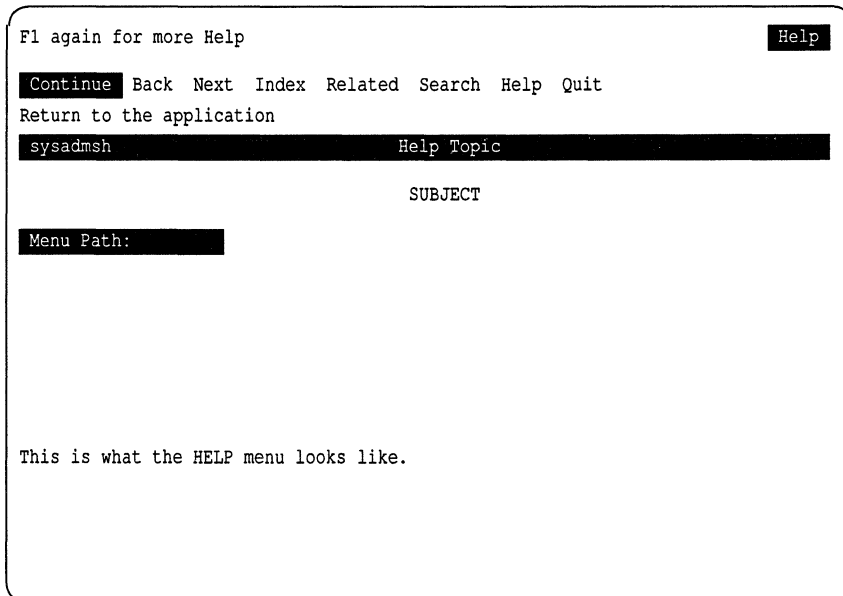 F1 again for more Help Help
Continue Back Next Index Related Search Help Quit
Return to the application
sysadmsh Help Topic
SUBJECT
Menu Path:
This is what the HELP menu looks like.